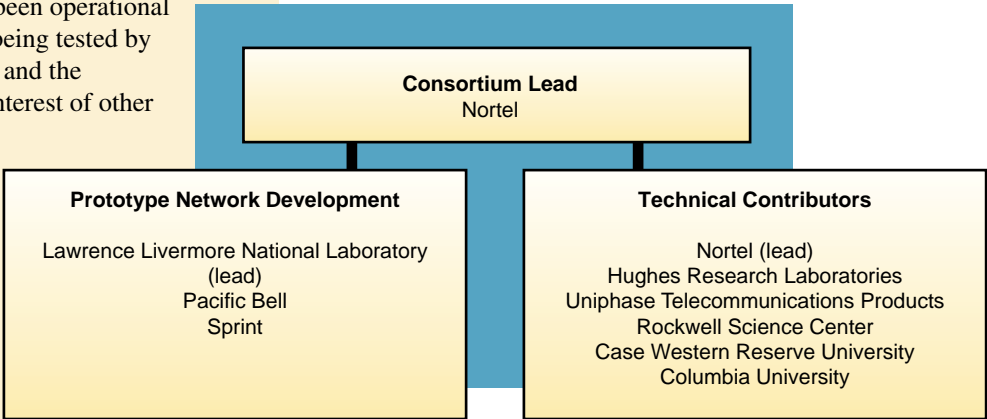 been operational
being tested by
and the
nterest of other
Consortium Lead
Nortel
Prototype Network Development
Lawrence Livermore National Laboratory
(lead)
Pacific Bell
Sprint
Technical Contributors
Nortel (lead)
Hughes Research Laboratories
Uniphase Telecommunications Products
Rockwell Science Center
Case Western Reserve University
Columbia University